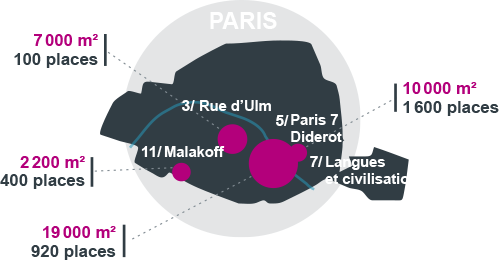 PARIS
7 000 m²
100 places
3/ Rue d'Ulm
10 000 m²
1 600 places
5/ Paris 7
Diderot
11/ Malakoff
2 200 m²
400 places
7/ Langues
et civilisatio
19 000 m²
920 places